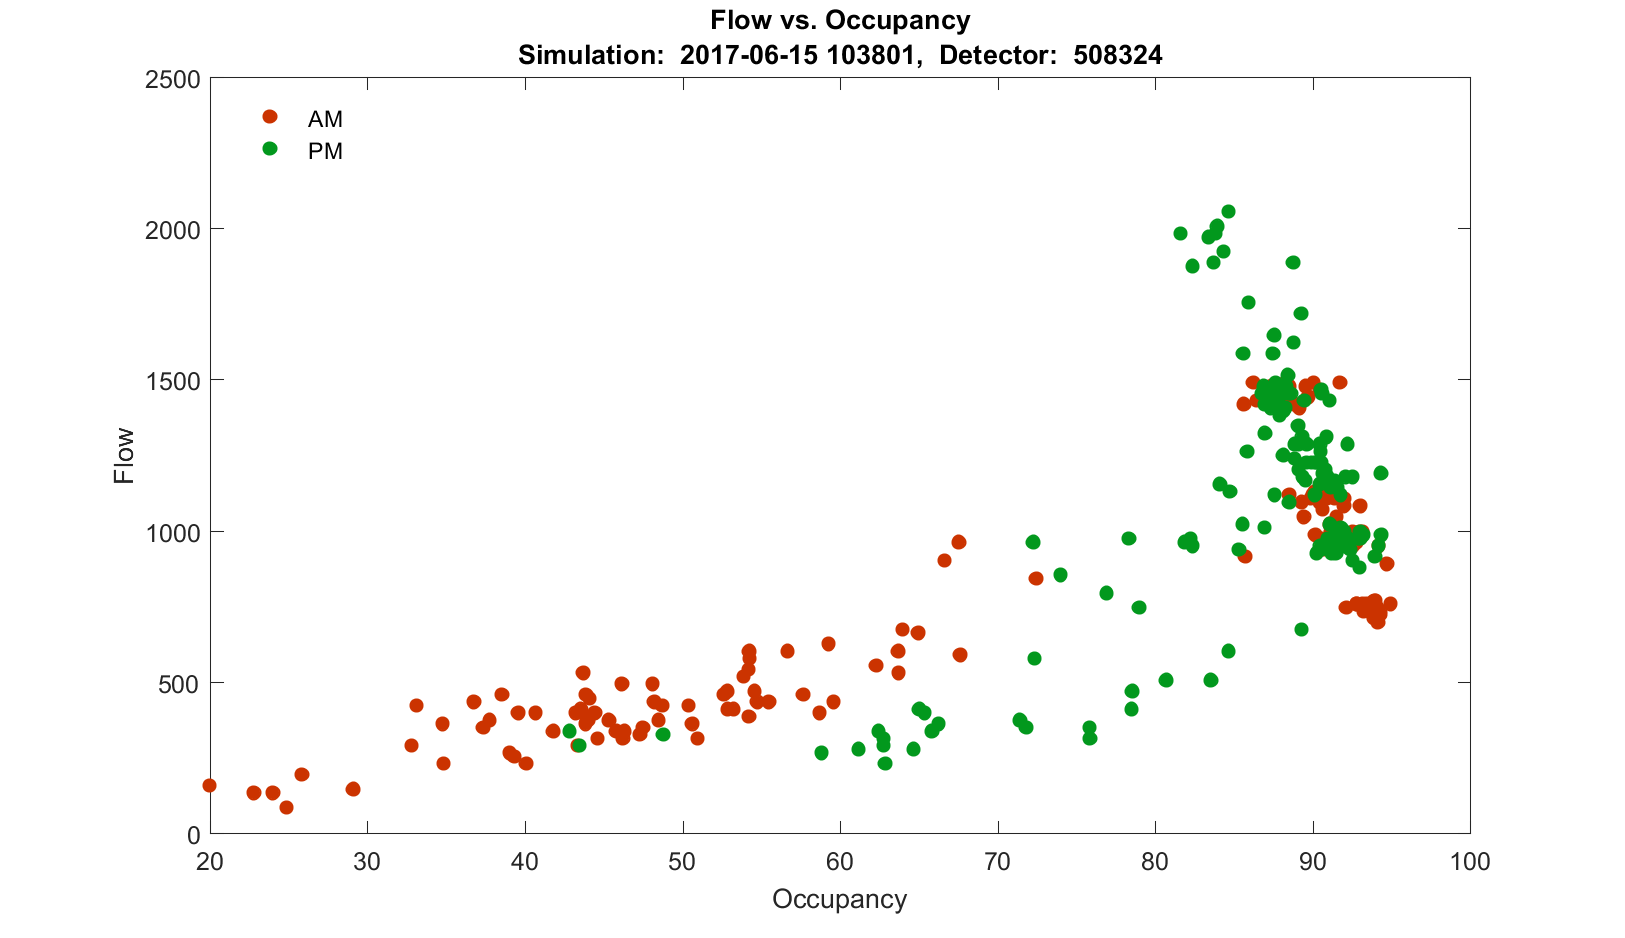 Flow vs. Occupancy
Simulation:  2017-06-15 103801,  Detector:  508324
2500
AM
PM
2000
1500
Flow
1000
500
0
20 30 40 50 60 70 80 90 100
Occupancy